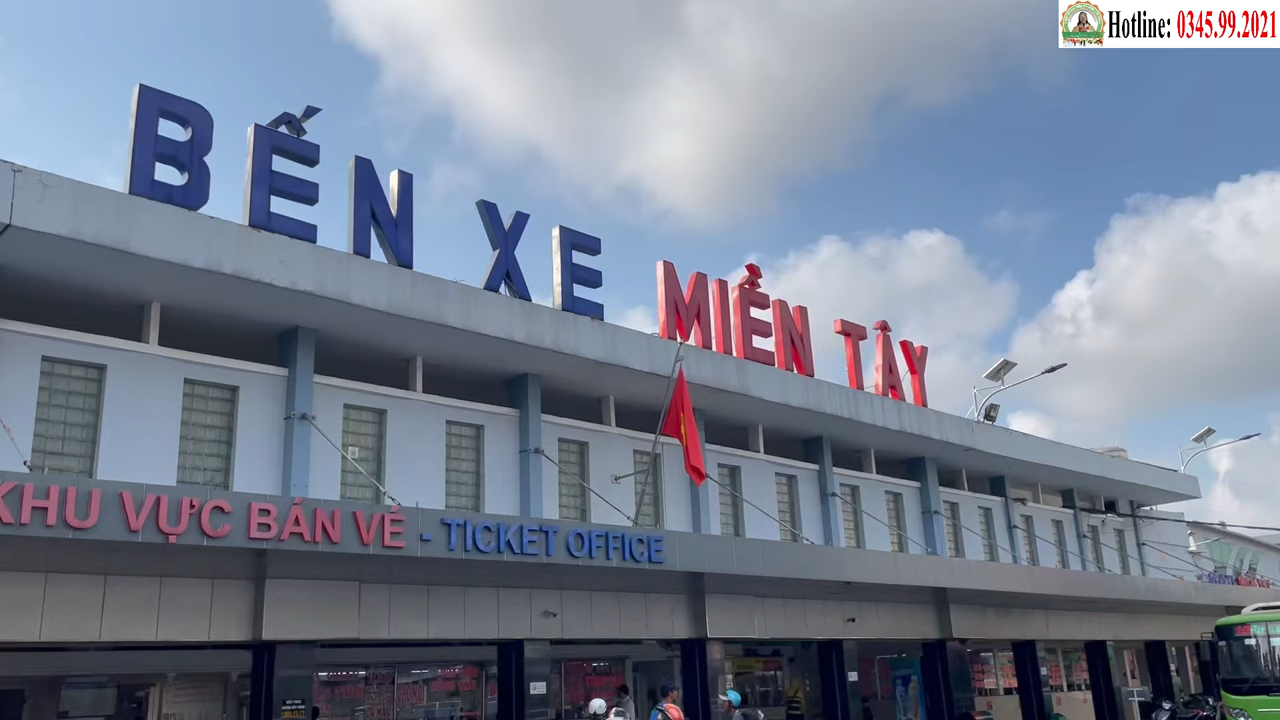 Hotline: 0345.99.2021
BẾN XE MIỀN TÂY
KHU VỰC BÁN VÉ - TICKET OFFICE